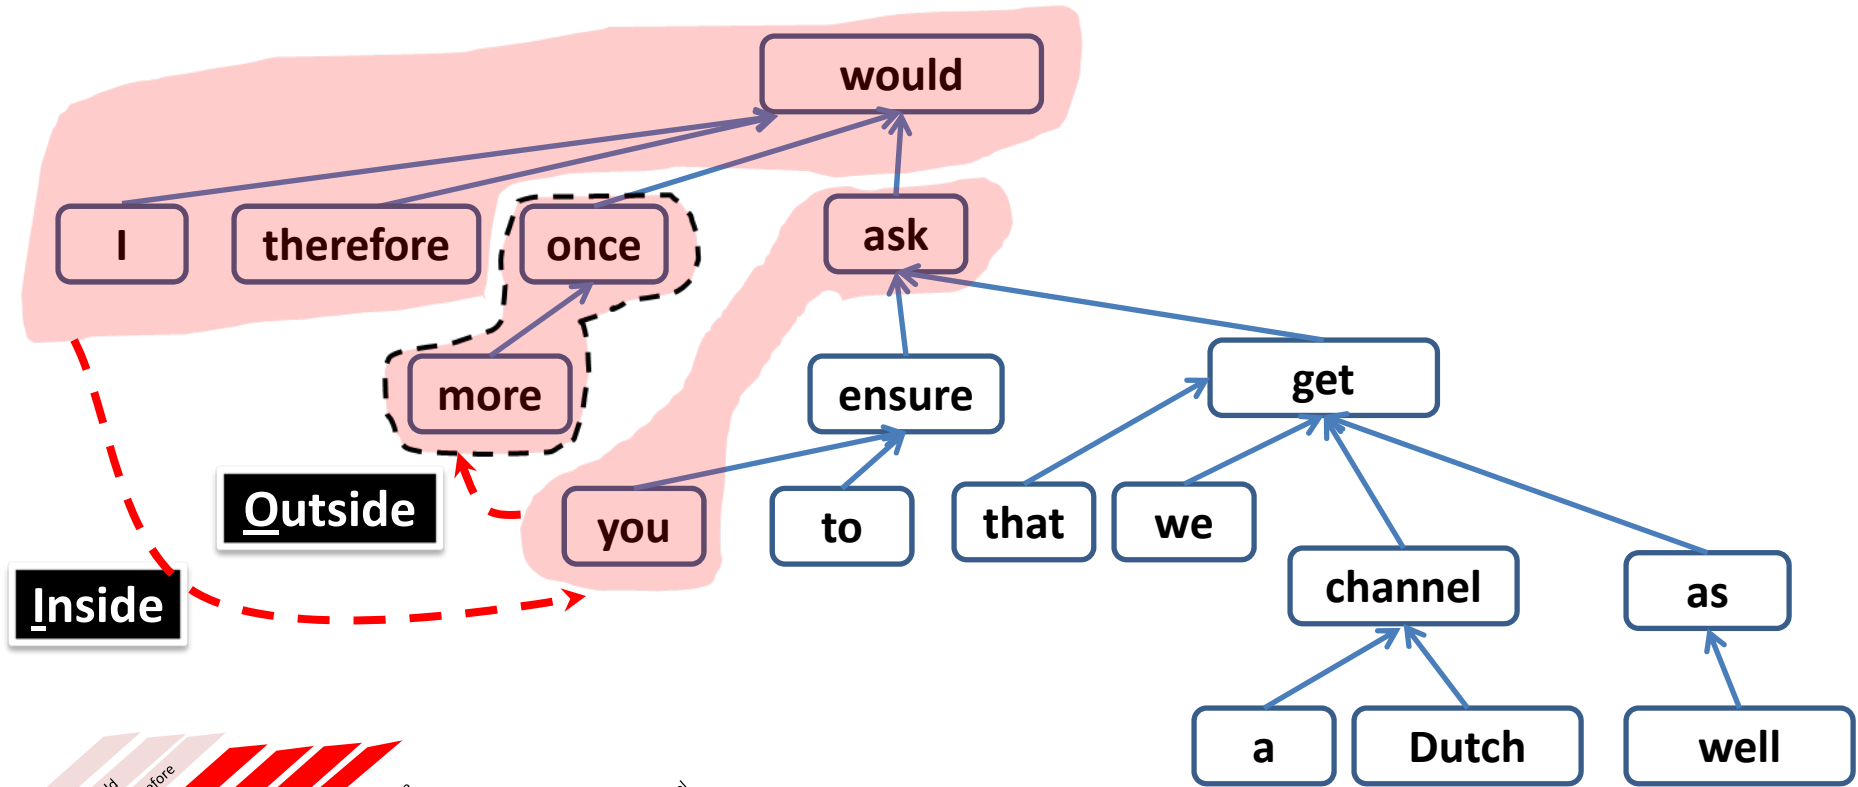 would
I therefore once ask
more ensure get
Outside you to that we
Inside channel as
a Dutch well